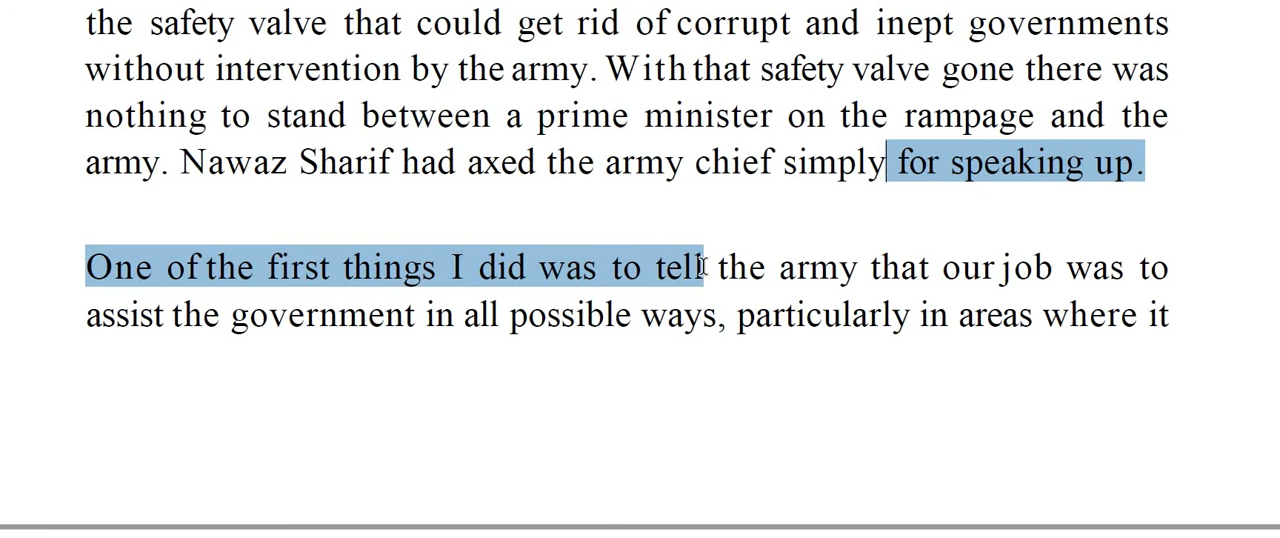 the safety valve that could get rid of corrupt and inept governments
without intervention by the army. With that safety valve gone there was
nothing to stand between a prime minister on the rampage and the
army. Nawaz Sharif had axed the army chief simply for speaking up.
One of the first things I did was to tell the army that our job was to
assist the government in all possible ways, particularly in areas where it